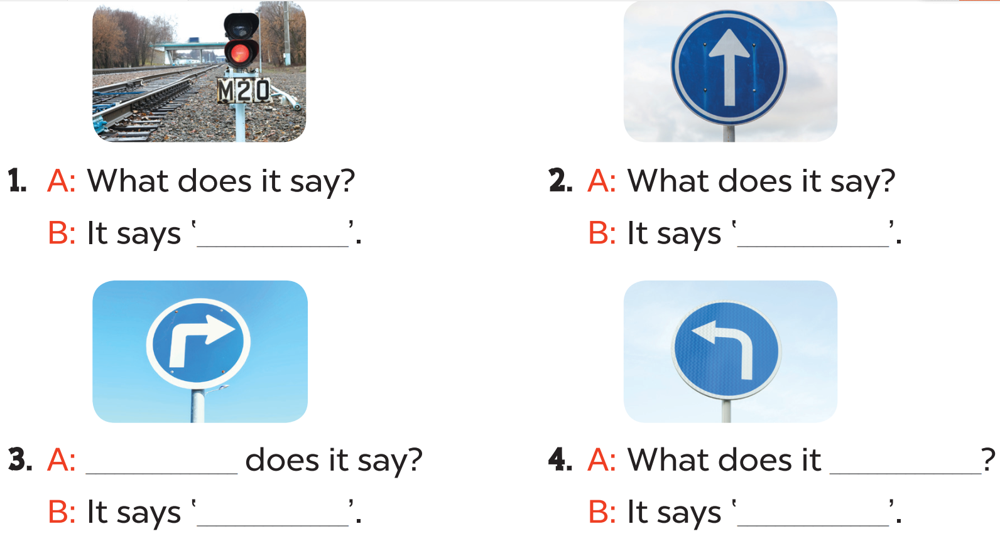 M20
1. A: What does it say?
B: It says ‘__________’.
2. A: What does it say?
B: It says ‘__________’.
3. A: __________ does it say?
B: It says ‘__________’.
4. A: What does it __________?
B: It says ‘__________’.